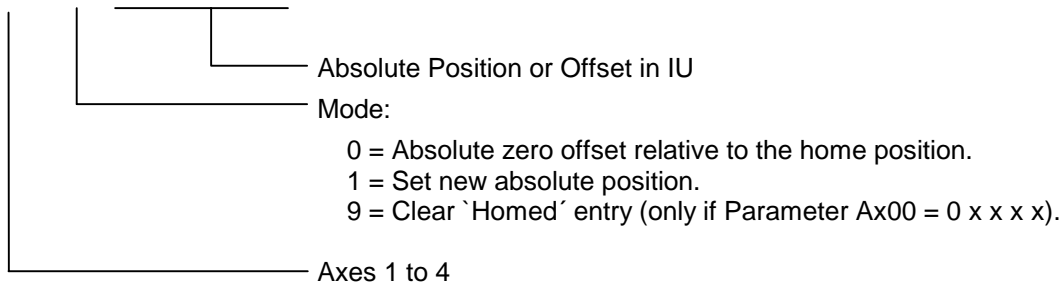 Absolute Position or Offset in IU
Mode:
0 = Absolute zero offset relative to the home position.
1 = Set new absolute position.
9 = Clear `Homed´ entry (only if Parameter Ax00 = 0 x x x x).
Axes 1 to 4